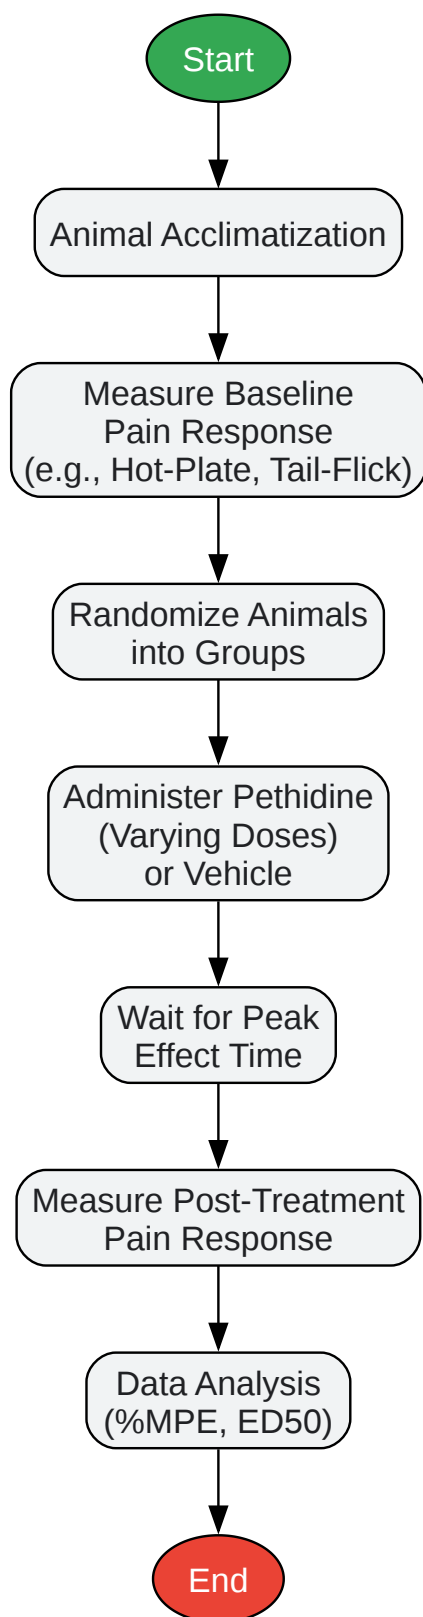 Start
Animal Acclimatization
Measure Baseline
Pain Response
(e.g., Hot-Plate, Tail-Flick)
Randomize Animals
into Groups
Administer Pethidine
(Varying Doses)
or Vehicle
Wait for Peak
Effect Time
Measure Post-Treatment
Pain Response
Data Analysis
(%MPE, ED50)
End